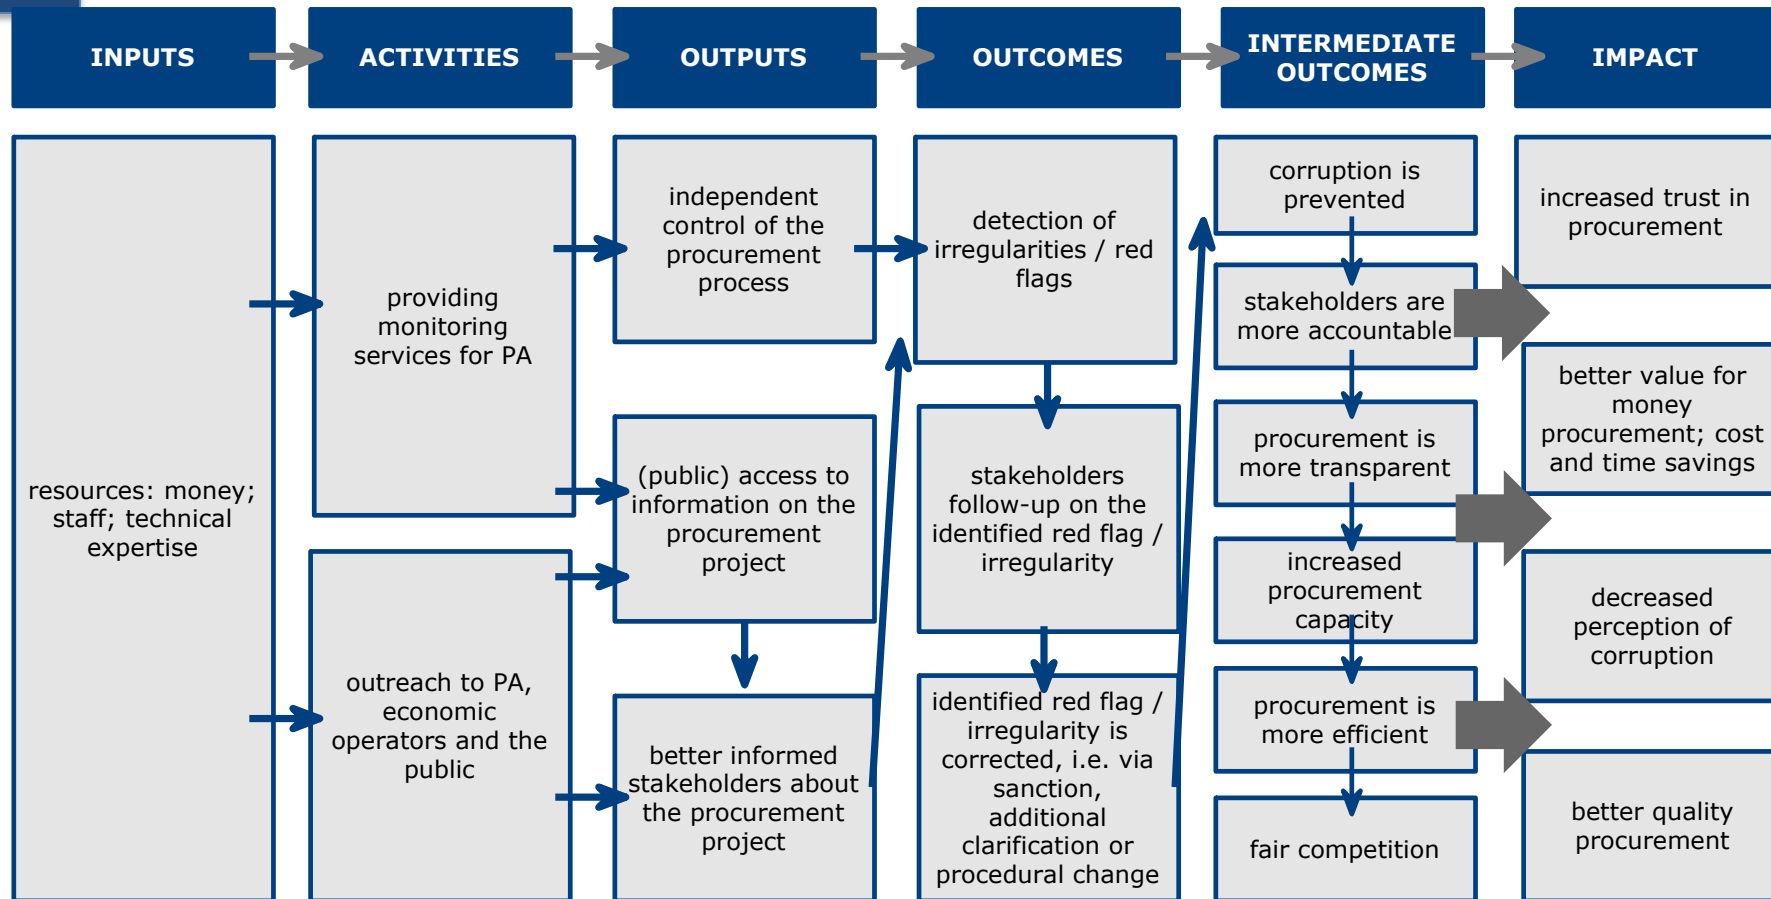 INPUTS
ACTIVITIES
OUTPUTS
OUTCOMES
INTERMEDIATE
OUTCOMES
IMPACT
resources: money;
staff; technical
expertise
providing
monitoring
services for PA
outreach to PA,
economic
operators and the
public
independent
control of the
procurement
process
(public) access to
information on the
procurement
project
better informed
stakeholders about
the procurement
project
detection of
irregularities / red
flags
stakeholders
follow-up on the
identified red flag /
irregularity
identified red flag /
irregularity is
corrected, i.e. via
sanction,
additional
clarification or
procedural change
corruption is
prevented
stakeholders are
more accountable
procurement is
more transparent
increased
procurement
capacity
procurement is
more efficient
fair competition
increased trust in
procurement
better value for
money
procurement; cost
and time savings
decreased
perception of
corruption
better quality
procurement